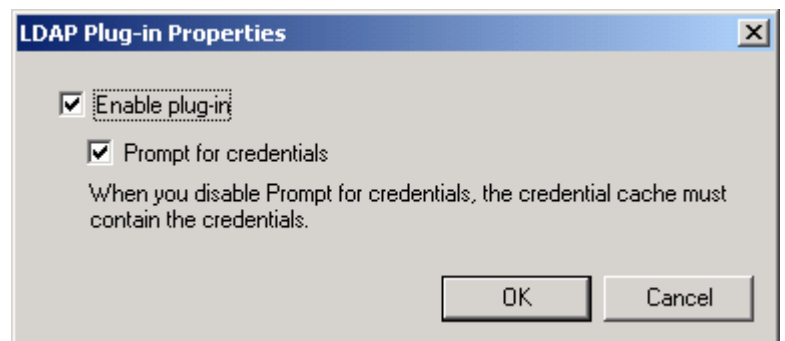 LDAP Plug-in Properties
Enable plug-in
Prompt for credentials
When you disable Prompt for credentials, the credential cache must
contain the credentials.
OK Cancel